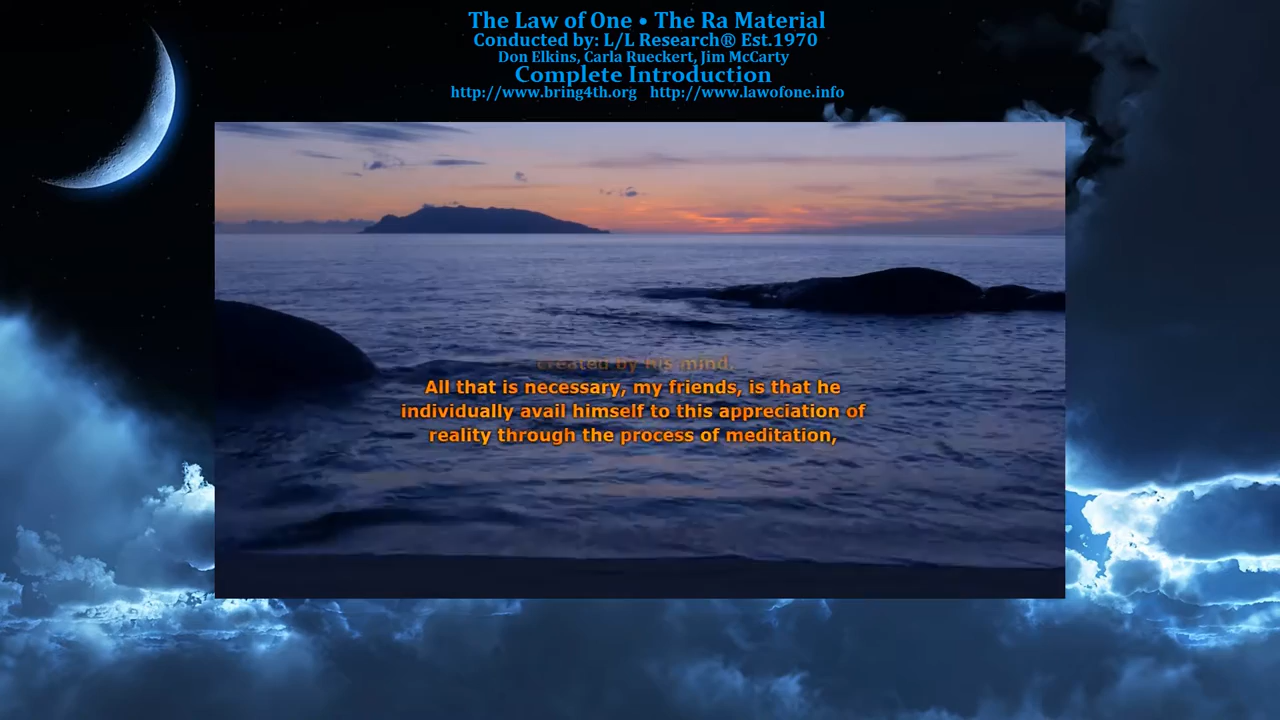 The Law of One • The Ra Material
Conducted by: L/L Research® Est.1970
Don Elkins, Carla Rueckert, Jim McCarty
Complete Introduction
http://www.bring4th.org http://www.lawofone.info
created by his mind.
All that is necessary, my friends, is that he
individually avail himself to this appreciation of
reality through the process of meditation,